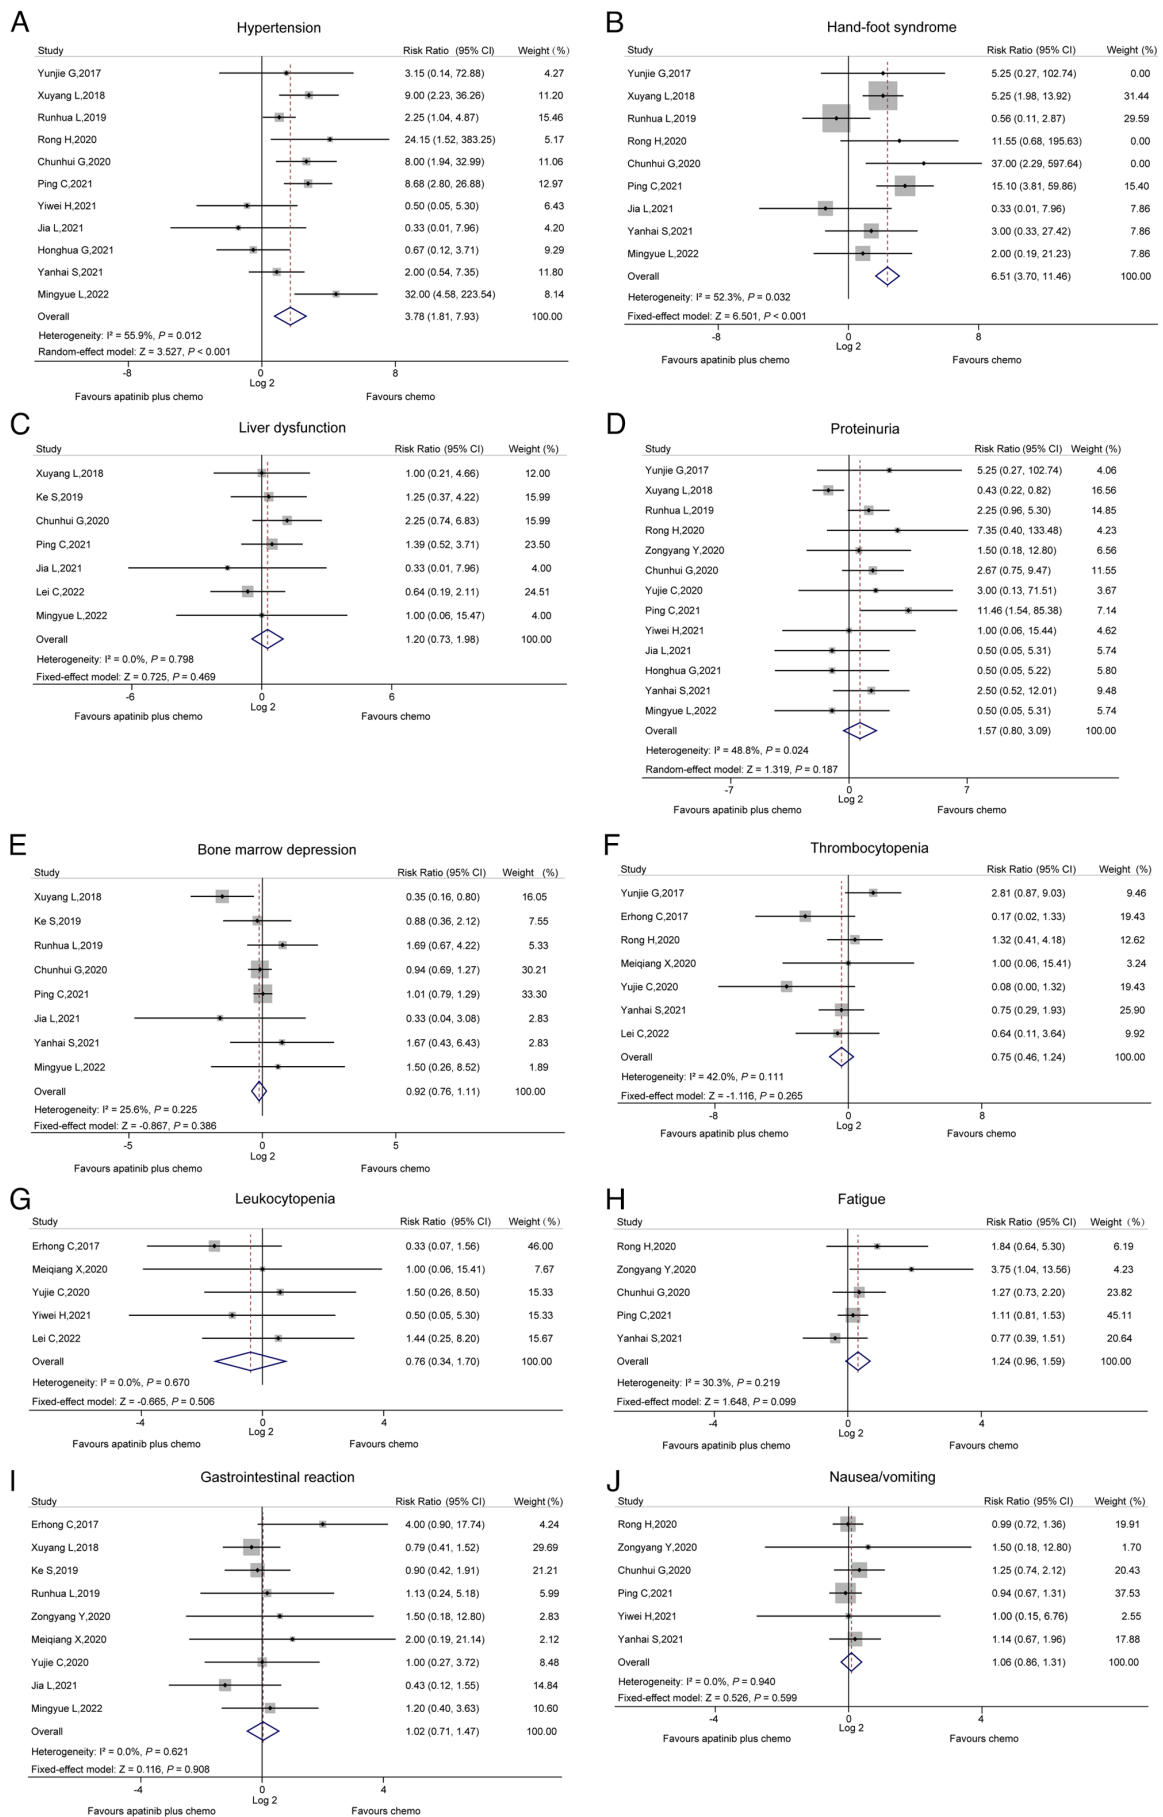 A
Hypertension
Study Risk Ratio (95% CI) Weight (%)
Yunjie G,2017 3.15 (0.14, 72.88) 4.27
Xuyang L,2018 9.00 (2.23, 36.26) 11.20
Runhua L,2019 2.25 (1.04, 4.87) 15.46
Rong H,2020 24.15 (1.52, 383.25) 5.17
Chunhui G,2020 8.00 (1.94, 32.99) 11.06
Ping C,2021 8.68 (2.80, 26.88) 12.97
Yiwei H,2021 0.50 (0.05, 5.30) 6.43
Jia L,2021 0.33 (0.01, 7.96) 4.20
Honghua G,2021 0.67 (0.12, 3.71) 9.29
Yanhai S,2021 2.00 (0.54, 7.35) 11.80
Mingyue L,2022 32.00 (4.58, 223.54) 8.14
Overall 3.78 (1.81, 7.93) 100.00
Heterogeneity: I² = 55.9%, P = 0.012
Random-effect model: Z = 3.527, P < 0.001
-8 0 8
Log 2
Favours apatinib plus chemo Favours chemo
B
Hand-foot syndrome
Study Risk Ratio (95% CI) Weight (%)
Yunjie G,2017 5.25 (0.27, 102.74) 0.00
Xuyang L,2018 5.25 (1.98, 13.92) 31.44
Runhua L,2019 0.56 (0.11, 2.87) 29.59
Rong H,2020 11.55 (0.68, 195.63) 0.00
Chunhui G,2020 37.00 (2.29, 597.64) 0.00
Ping C,2021 15.10 (3.81, 59.86) 15.40
Jia L,2021 0.33 (0.01, 7.96) 7.86
Yanhai S,2021 3.00 (0.33, 27.42) 7.86
Mingyue L,2022 2.00 (0.19, 21.23) 7.86
Overall 6.51 (3.70, 11.46) 100.00
Heterogeneity: I² = 52.3%, P = 0.032
Fixed-effect model: Z = 6.501, P < 0.001
-8 0 8
Log 2
Favours apatinib plus chemo Favours chemo
C
Liver dysfunction
Study Risk Ratio (95% CI) Weight (%)
Xuyang L,2018 1.00 (0.21, 4.66) 12.00
Ke S,2019 1.25 (0.37, 4.22) 15.99
Chunhui G,2020 2.25 (0.74, 6.83) 15.99
Ping C,2021 1.39 (0.52, 3.71) 23.50
Jia L,2021 0.33 (0.01, 7.96) 4.00
Lei C,2022 0.64 (0.19, 2.11) 24.51
Mingyue L,2022 1.00 (0.06, 15.47) 4.00
Overall 1.20 (0.73, 1.98) 100.00
Heterogeneity: I² = 0.0%, P = 0.798
Fixed-effect model: Z = 0.725, P = 0.469
-6 0 6
Log 2
Favours apatinib plus chemo Favours chemo
D
Proteinuria
Study Risk Ratio (95% CI) Weight (%)
Yunjie G,2017 5.25 (0.27, 102.74) 4.06
Xuyang L,2018 0.43 (0.22, 0.82) 16.56
Runhua L,2019 2.25 (0.96, 5.30) 14.85
Rong H,2020 7.35 (0.40, 133.48) 4.23
Zongyang Y,2020 1.50 (0.18, 12.80) 6.56
Chunhui G,2020 2.67 (0.75, 9.47) 11.55
Yujie C,2020 3.00 (0.13, 71.51) 3.67
Ping C,2021 11.46 (1.54, 85.38) 7.14
Yiwei H,2021 1.00 (0.06, 15.44) 4.62
Jia L,2021 0.50 (0.05, 5.31) 5.74
Honghua G,2021 0.50 (0.05, 5.22) 5.80
Yanhai S,2021 2.50 (0.52, 12.01) 9.48
Mingyue L,2022 0.50 (0.05, 5.31) 5.74
Overall 1.57 (0.80, 3.09) 100.00
Heterogeneity: I² = 48.8%, P = 0.024
Random-effect model: Z = 1.319, P = 0.187
-7 0 7
Log 2
Favours apatinib plus chemo Favours chemo
E
Bone marrow depression
Study Risk Ratio (95% CI) Weight (%)
Xuyang L,2018 0.35 (0.16, 0.80) 16.05
Ke S,2019 0.88 (0.36, 2.12) 7.55
Runhua L,2019 1.69 (0.67, 4.22) 5.33
Chunhui G,2020 0.94 (0.69, 1.27) 30.21
Ping C,2021 1.01 (0.79, 1.29) 33.30
Jia L,2021 0.33 (0.04, 3.08) 2.83
Yanhai S,2021 1.67 (0.43, 6.43) 2.83
Mingyue L,2022 1.50 (0.26, 8.52) 1.89
Overall 0.92 (0.76, 1.11) 100.00
Heterogeneity: I² = 25.6%, P = 0.225
Fixed-effect model: Z = -0.867, P = 0.386
-5 0 5
Log 2
Favours apatinib plus chemo Favours chemo
F
Thrombocytopenia
Study Risk Ratio (95% CI) Weight (%)
Yunjie G,2017 2.81 (0.87, 9.03) 9.46
Erhong C,2017 0.17 (0.02, 1.33) 19.43
Rong H,2020 1.32 (0.41, 4.18) 12.62
Meiqiang X,2020 1.00 (0.06, 15.41) 3.24
Yujie C,2020 0.08 (0.00, 1.32) 19.43
Yanhai S,2021 0.75 (0.29, 1.93) 25.90
Lei C,2022 0.64 (0.11, 3.64) 9.92
Overall 0.75 (0.46, 1.24) 100.00
Heterogeneity: I² = 42.0%, P = 0.111
Fixed-effect model: Z = -1.116, P = 0.265
-8 0 8
Log 2
Favours apatinib plus chemo Favours chemo
G
Leukocytopenia
Study Risk Ratio (95% CI) Weight (%)
Erhong C,2017 0.33 (0.07, 1.56) 46.00
Meiqiang X,2020 1.00 (0.06, 15.41) 7.67
Yujie C,2020 1.50 (0.26, 8.50) 15.33
Yiwei H,2021 0.50 (0.05, 5.30) 15.33
Lei C,2022 1.44 (0.25, 8.20) 15.67
Overall 0.76 (0.34, 1.70) 100.00
Heterogeneity: I² = 0.0%, P = 0.670
Fixed-effect model: Z = -0.665, P = 0.506
-4 0 4
Log 2
Favours apatinib plus chemo Favours chemo
H
Fatigue
Study Risk Ratio (95% CI) Weight (%)
Rong H,2020 1.84 (0.64, 5.30) 6.19
Zongyang Y,2020 3.75 (1.04, 13.56) 4.23
Chunhui G,2020 1.27 (0.73, 2.20) 23.82
Ping C,2021 1.11 (0.81, 1.53) 45.11
Yanhai S,2021 0.77 (0.39, 1.51) 20.64
Overall 1.24 (0.96, 1.59) 100.00
Heterogeneity: I² = 30.3%, P = 0.219
Fixed-effect model: Z = 1.648, P = 0.099
-4 0 4
Log 2
Favours apatinib plus chemo Favours chemo
I
Gastrointestinal reaction
Study Risk Ratio (95% CI) Weight (%)
Erhong C,2017 4.00 (0.90, 17.74) 4.24
Xuyang L,2018 0.79 (0.41, 1.52) 29.69
Ke S,2019 0.90 (0.42, 1.91) 21.21
Runhua L,2019 1.13 (0.24, 5.18) 5.99
Zongyang Y,2020 1.50 (0.18, 12.80) 2.83
Meiqiang X,2020 2.00 (0.19, 21.14) 2.12
Yujie C,2020 1.00 (0.27, 3.72) 8.48
Jia L,2021 0.43 (0.12, 1.55) 14.84
Mingyue L,2022 1.20 (0.40, 3.63) 10.60
Overall 1.02 (0.71, 1.47) 100.00
Heterogeneity: I² = 0.0%, P = 0.621
Fixed-effect model: Z = 0.116, P = 0.908
-4 0 4
Log 2
Favours apatinib plus chemo Favours chemo
J
Nausea/vomiting
Study Risk Ratio (95% CI) Weight (%)
Rong H,2020 0.99 (0.72, 1.36) 19.91
Zongyang Y,2020 1.50 (0.18, 12.80) 1.70
Chunhui G,2020 1.25 (0.74, 2.12) 20.43
Ping C,2021 0.94 (0.67, 1.31) 37.53
Yiwei H,2021 1.00 (0.15, 6.76) 2.55
Yanhai S,2021 1.14 (0.67, 1.96) 17.88
Overall 1.06 (0.86, 1.31) 100.00
Heterogeneity: I² = 0.0%, P = 0.940
Fixed-effect model: Z = 0.526, P = 0.599
-4 0 4
Log 2
Favours apatinib plus chemo Favours chemo